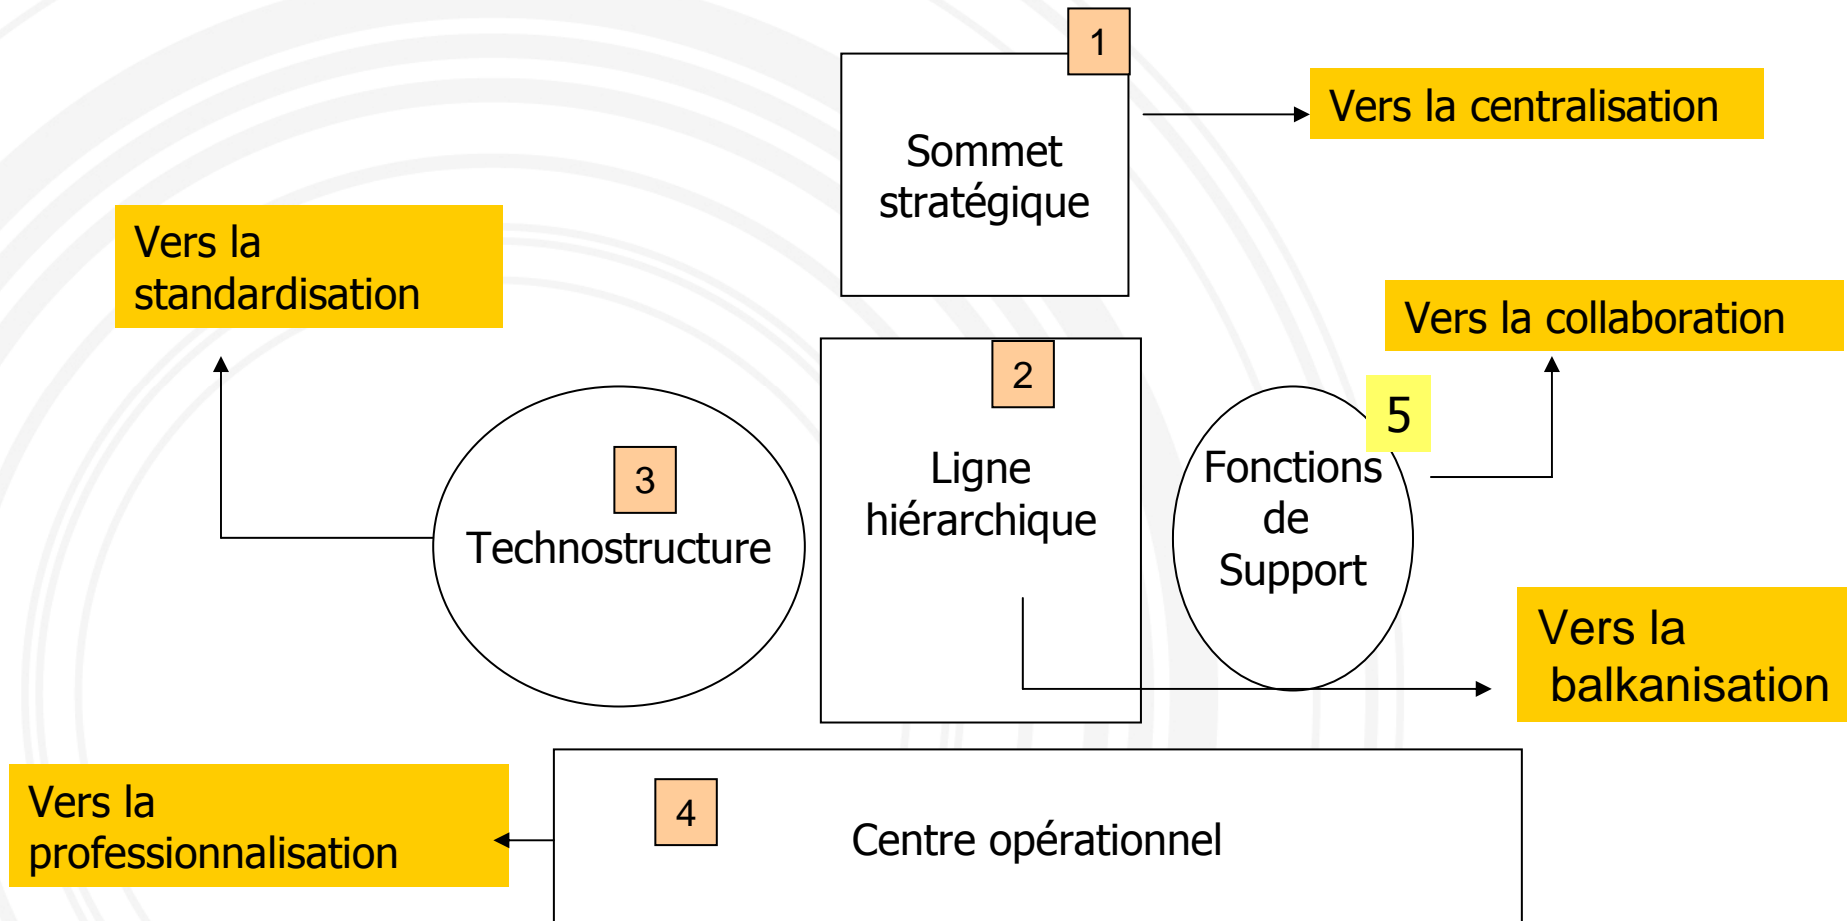 1
Vers la centralisation
Sommet
stratégique
Vers la
standardisation
Vers la collaboration
2
5
3
Ligne
hiérarchique
Fonctions
de
Support
Technostructure
Vers la
balkanisation
Vers la
professionnalisation
4
Centre opérationnel